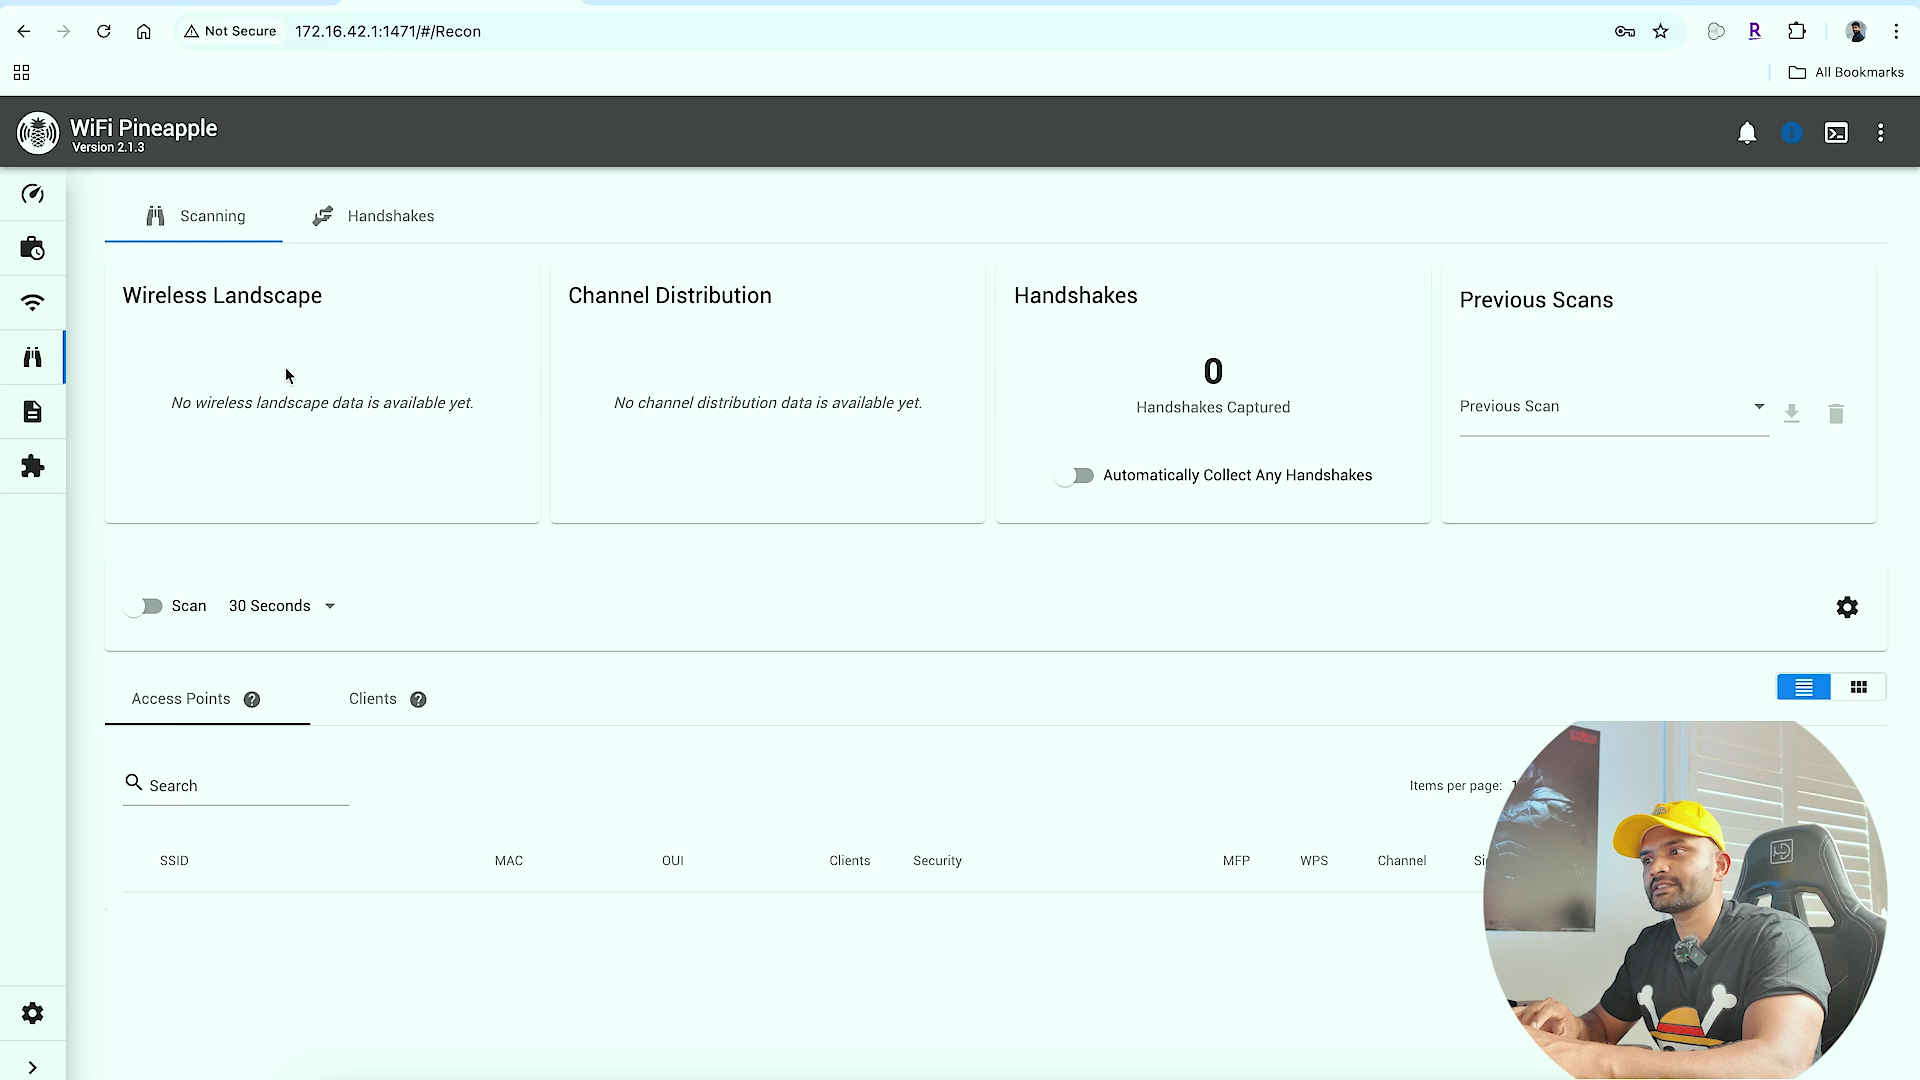 Not Secure
172.16.42.1:1471/#/Recon
R
All Bookmarks
WiFi Pineapple
Version 2.1.3
Scanning
Handshakes
Wireless Landscape
No wireless landscape data is available yet.
Channel Distribution
No channel distribution data is available yet.
Handshakes
0
Handshakes Captured
Automatically Collect Any Handshakes
Previous Scans
Previous Scan
Scan
30 Seconds
Access Points
Clients
Search
Items per page:
SSID
MAC
OUI
Clients
Security
MFP
WPS
Channel